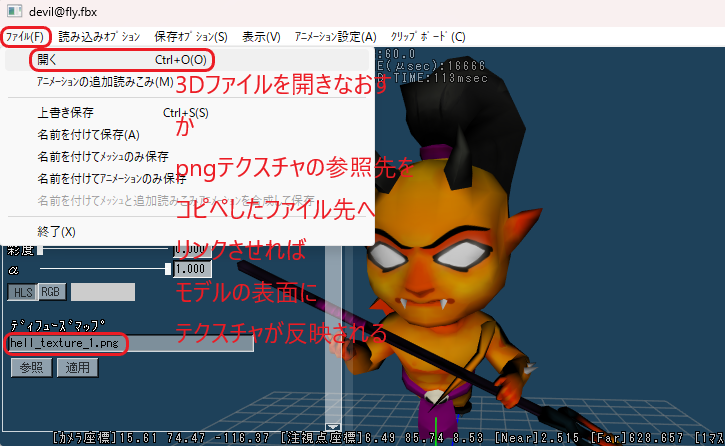 devil@fly.fbx
ﾌｧｲﾙ(F) 読み込みｵﾌﾟｼｮﾝ 保存ｵﾌﾟｼｮﾝ(S) 表示(V) ｱﾆﾒｰｼｮﾝ設定(A) ｸﾘｯﾌﾟﾎﾞｰﾄﾞ(C)
:60.0
開く Ctrl+O(O)
E(μsec):16666
ｱﾆﾒｰｼｮﾝの追加読みこみ(M)
D TIME:113msec
3Dファイルを開きなおす
上書き保存 Ctrl+S(S)
か
名前を付けて保存(A)
名前を付けてﾒｯｼｭのみ保存
pngテクスチャの参照先を
名前を付けてｱﾆﾒｰｼｮﾝのみ保存
名前を付けてﾒｯｼｭと追加読みこみｱﾆﾒｰｼｮﾝを合成して保存
コピペしたファイル先へ
終了(X)
リンクさせれば
彩度 0.000
α 1.000
モデルの表面に
HLS RGB
テクスチャが反映される
ﾃﾞｨﾌｭｰｽﾞﾏｯﾌﾟ
hell_texture_1.png
参照 適用
[ｶﾒﾗ座標]15.61 74.47 -116.37 [注視点座標]6.49 85.74 8.53 [Near]2.515 [Far]628.657 [1ﾏｽ